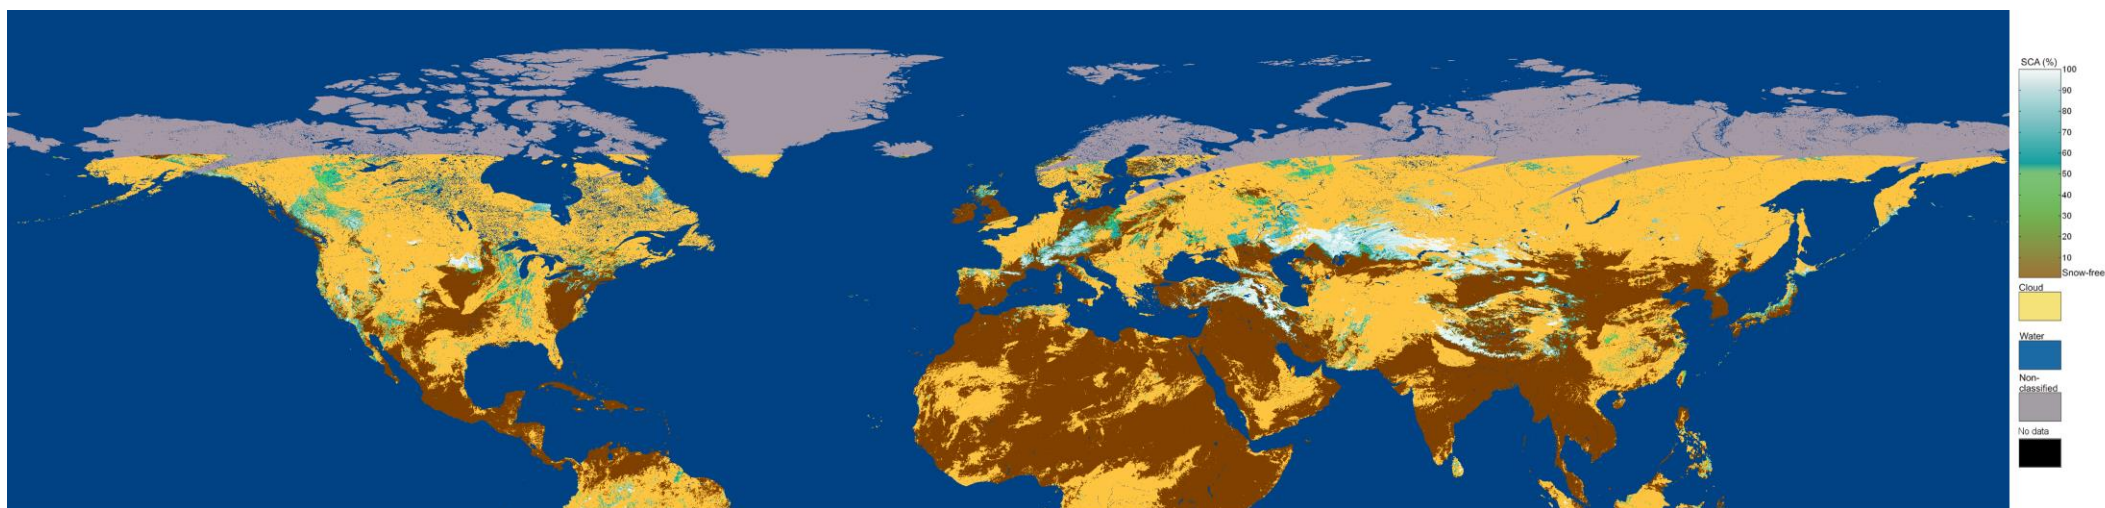 SCA (%)
100
90
80
70
60
50
40
30
20
10
Snow-free
Cloud
Water
Non-
classified
No data